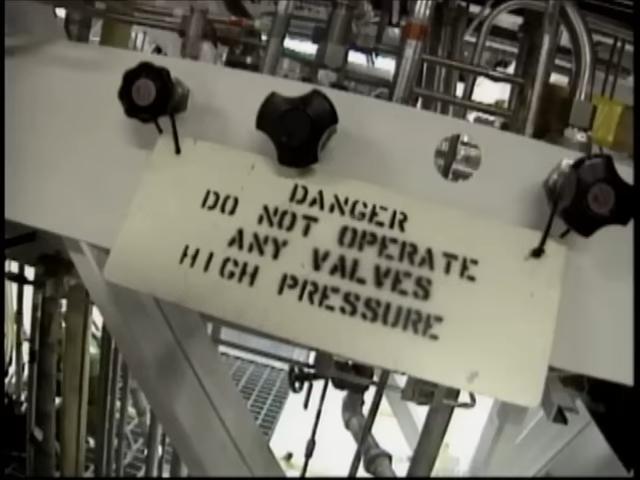 DANGER
DO NOT OPERATE
ANY VALVES
HIGH PRESSURE